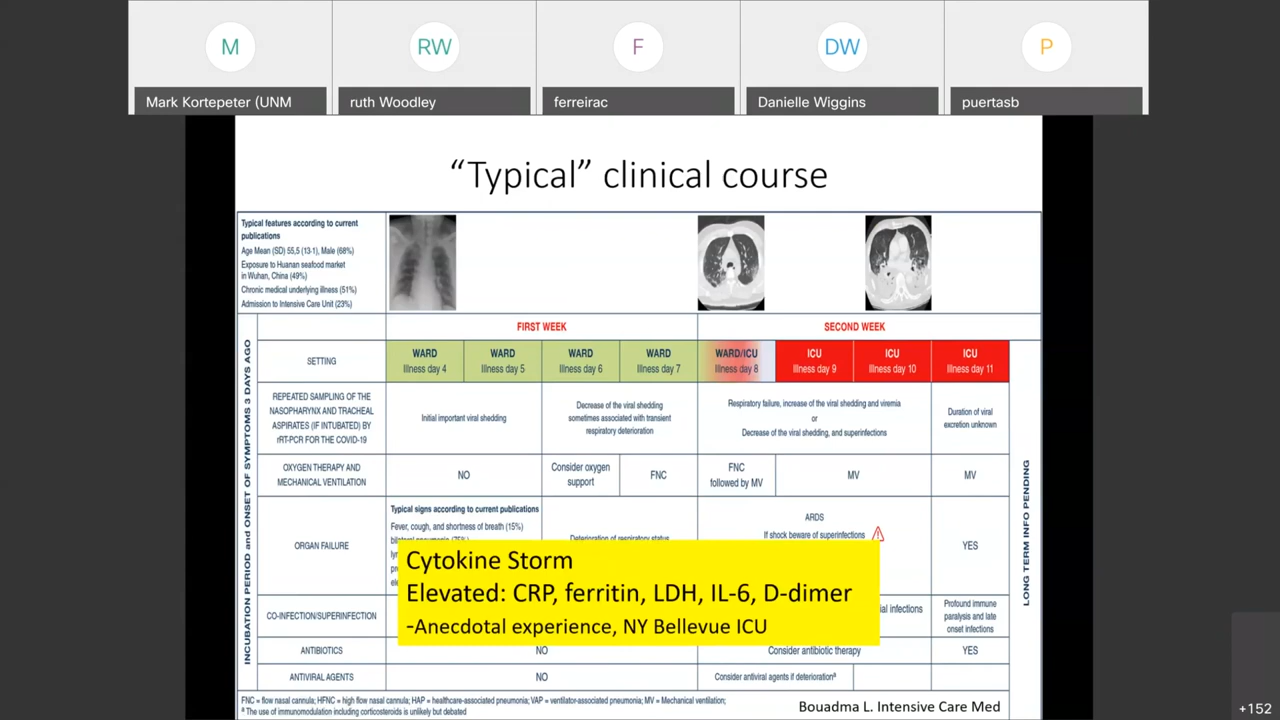 M
RW
F
DW
P
Mark Kortepeter (UNM
ruth Woodley
ferreirac
Danielle Wiggins
puertasb
“Typical” clinical course
Typical features according to current
publications
Age Mean (SD) 55,5 (13·1), Male (68%)
Exposure to Huanan seafood market
in Wuhan, China (49%)
Chronic medical underlying illness (51%)
Admission to Intensive Care Unit (23%)
FIRST WEEK
SECOND WEEK
INCUBATION PERIOD and ONSET OF SYMPTOMS 3 DAYS AGO
SETTING
WARD
Illness day 4
WARD
Illness day 5
WARD
Illness day 6
WARD
Illness day 7
WARD/ICU
Illness day 8
ICU
Illness day 9
ICU
Illness day 10
ICU
Illness day 11
REPEATED SAMPLING OF THE
NASOPHARYNX AND TRACHEAL
ASPIRATES (IF INTUBATED) BY
rRT-PCR FOR THE COVID-19
Initial important viral shedding
Decrease of the viral shedding
sometimes associated with transient
respiratory deterioration
Respiratory failure, increase of the viral shedding and viremia
or
Decrease of the viral shedding, and superinfections
Duration of viral
excretion unknown
OXYGEN THERAPY AND
MECHANICAL VENTILATION
NO
Consider oxygen
support
FNC
FNC
followed by MV
MV
MV
ORGAN FAILURE
Typical signs according to current publications
Fever, cough, and shortness of breath (15%)
Deterioration of respiratory status
ARDS
If shock beware of superinfections
YES
Cytokine Storm
Elevated: CRP, ferritin, LDH, IL-6, D-dimer
-Anecdotal experience, NY Bellevue ICU
CO-INFECTION/SUPERINFECTION
infections
Profound immune
paralysis and late
onset infections
ANTIBIOTICS
NO
Consider antibiotic therapy
YES
ANTIVIRAL AGENTS
NO
Consider antiviral agents if deteriorationª
LONG TERM INFO PENDING
FNC = flow nasal cannula; HFNC = high flow nasal cannula; HAP = healthcare-associated pneumonia; VAP = ventilator-associated pneumonia; MV = Mechanical ventilation;
ª The use of immunomodulation including corticosteroids is unlikely but debated
Bouadma L. Intensive Care Med
+152